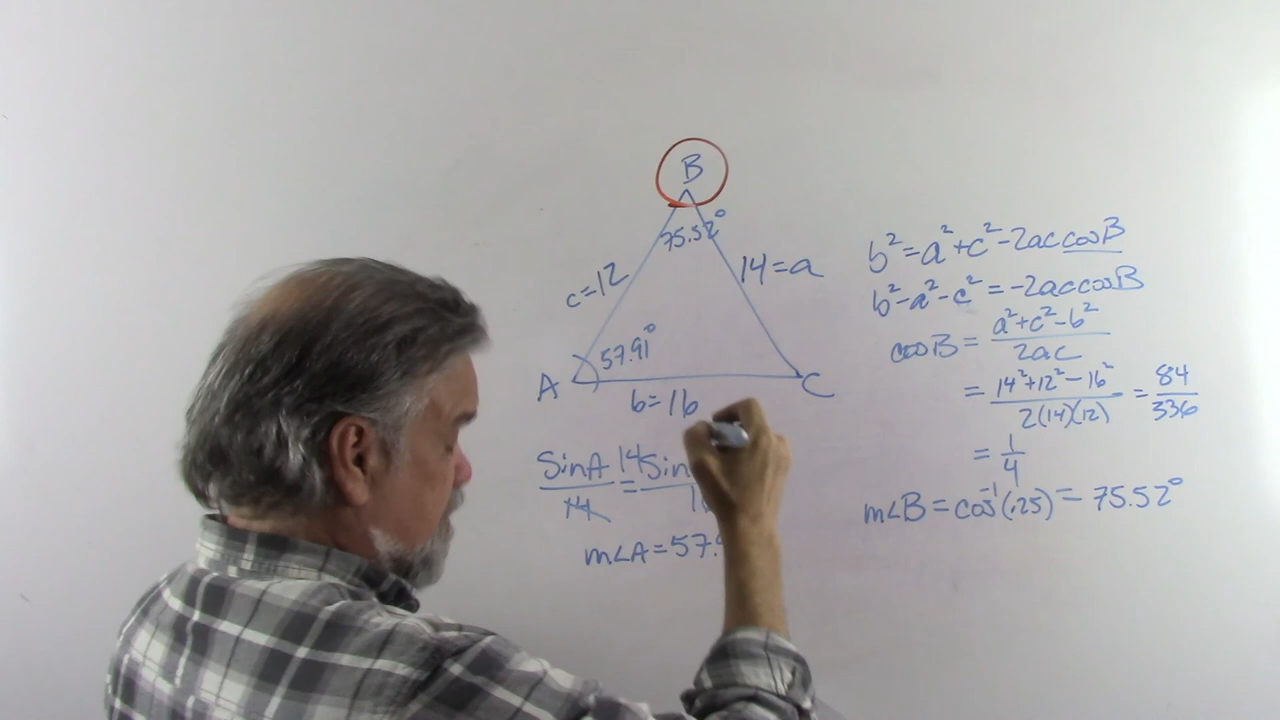 B
75.52°
c=12
14=a
57.91°
A
C
b=16
SinA/14 = 14Sin
m∠A=57.
b²=a²+c²-2accosB
b²-a²-c²=-2accosB
cosB= a²+c²-b²/2ac
= 14²+12²-16²/2(14)(12) = 84/336
= 1/4
m∠B=cos⁻¹(.25)=75.52°